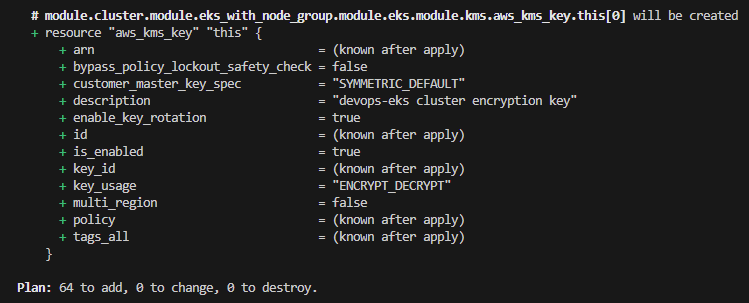 # module.cluster.module.eks_with_node_group.module.eks.module.kms.aws_kms_key.this[0] will be created
+ resource "aws_kms_key" "this" {
+ arn = (known after apply)
+ bypass_policy_lockout_safety_check = false
+ customer_master_key_spec = "SYMMETRIC_DEFAULT"
+ description = "devops-eks cluster encryption key"
+ enable_key_rotation = true
+ id = (known after apply)
+ is_enabled = true
+ key_id = (known after apply)
+ key_usage = "ENCRYPT_DECRYPT"
+ multi_region = false
+ policy = (known after apply)
+ tags_all = (known after apply)
}
Plan: 64 to add, 0 to change, 0 to destroy.